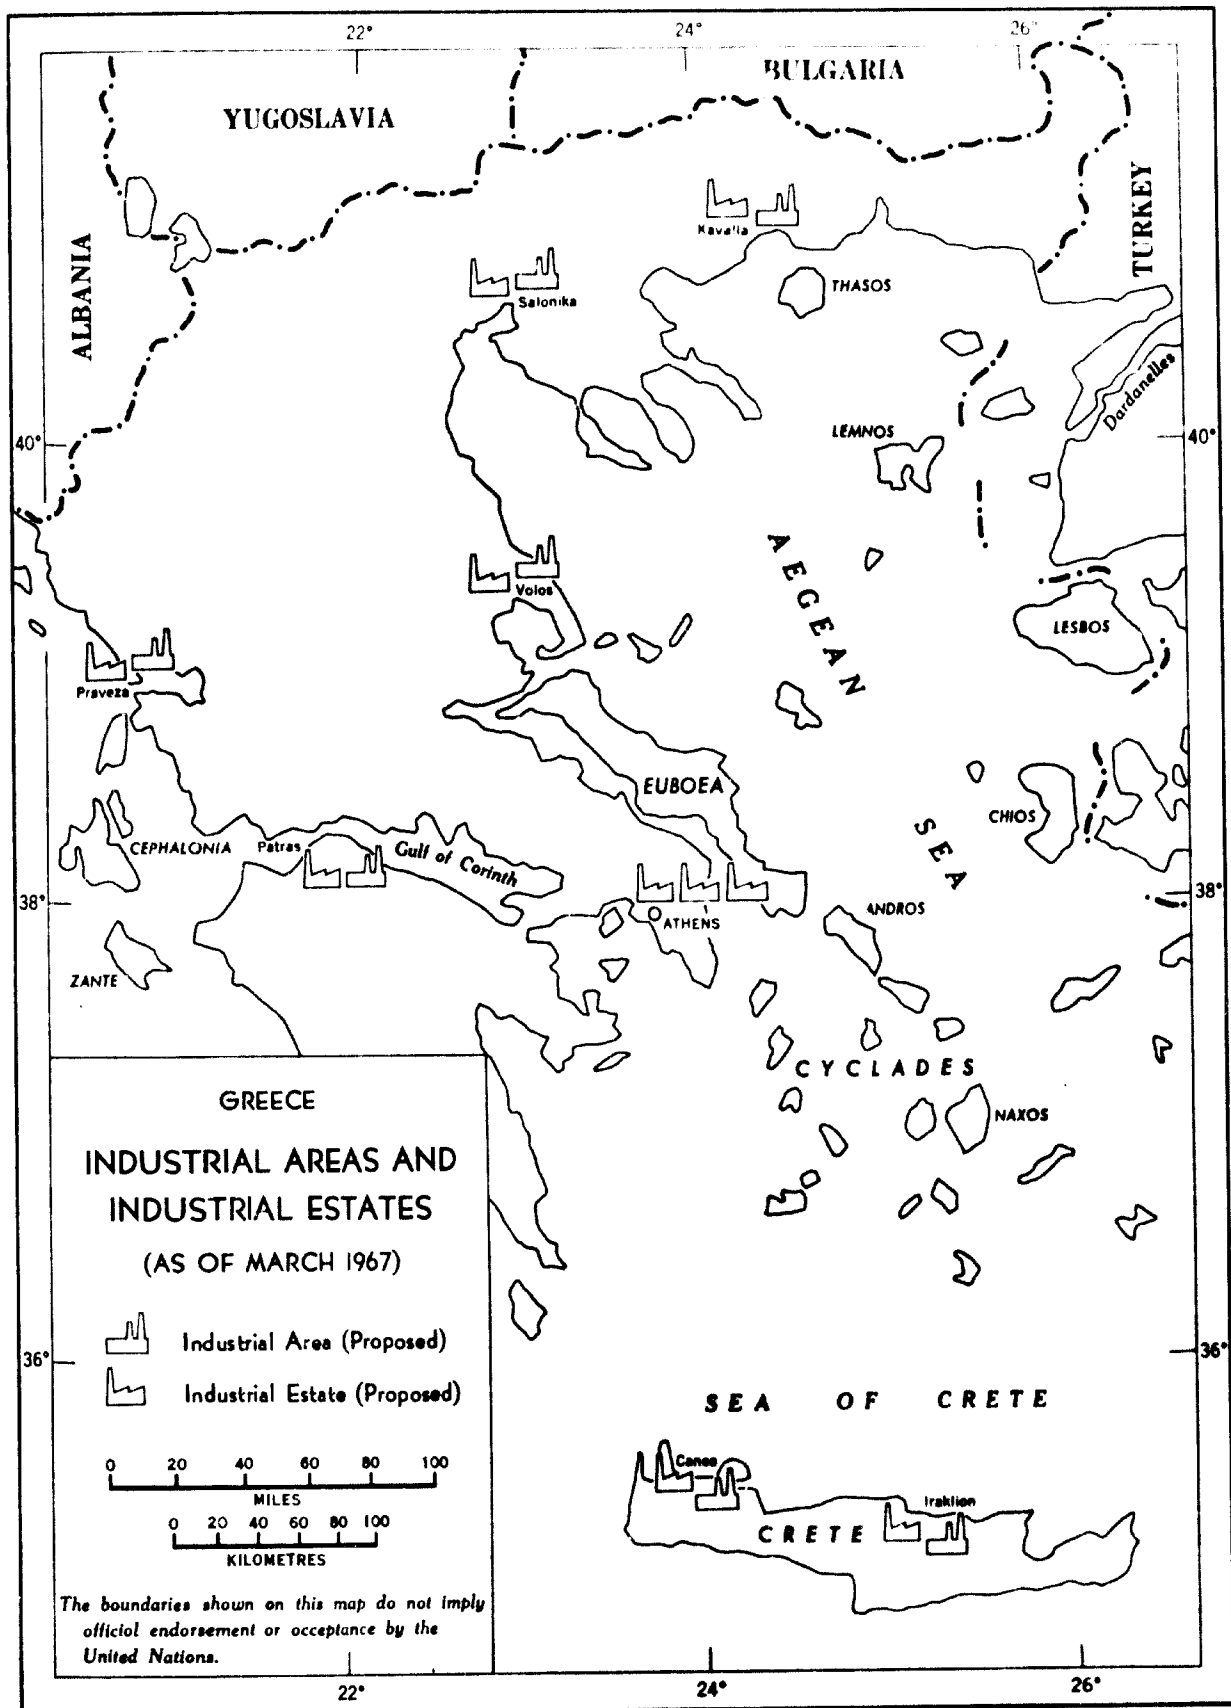 22° 24° 26°
BULGARIA
YUGOSLAVIA
TURKEY
ALBANIA
Kavalla
THASOS
Salonika
Dardanelles
40° LEMNOS 40°
AEGEAN
Volos
LESBOS
Praveza
EUBOEA
SEA
CHIOS
CEPHALONIA Patras Gulf of Corinth
38° 38°
ANDROS
ATHENS
ZANTE
CYCLADES
NAXOS
GREECE
INDUSTRIAL AREAS AND
INDUSTRIAL ESTATES
(AS OF MARCH 1967)
Industrial Area (Proposed)
36° 36°
Industrial Estate (Proposed)
SEA OF CRETE
0 20 40 60 80 100
MILES
0 20 40 60 80 100
KILOMETRES
Canea
Iraklion
CRETE
The boundaries shown on this map do not imply
official endorsement or acceptance by the
United Nations.
22° 24° 26°